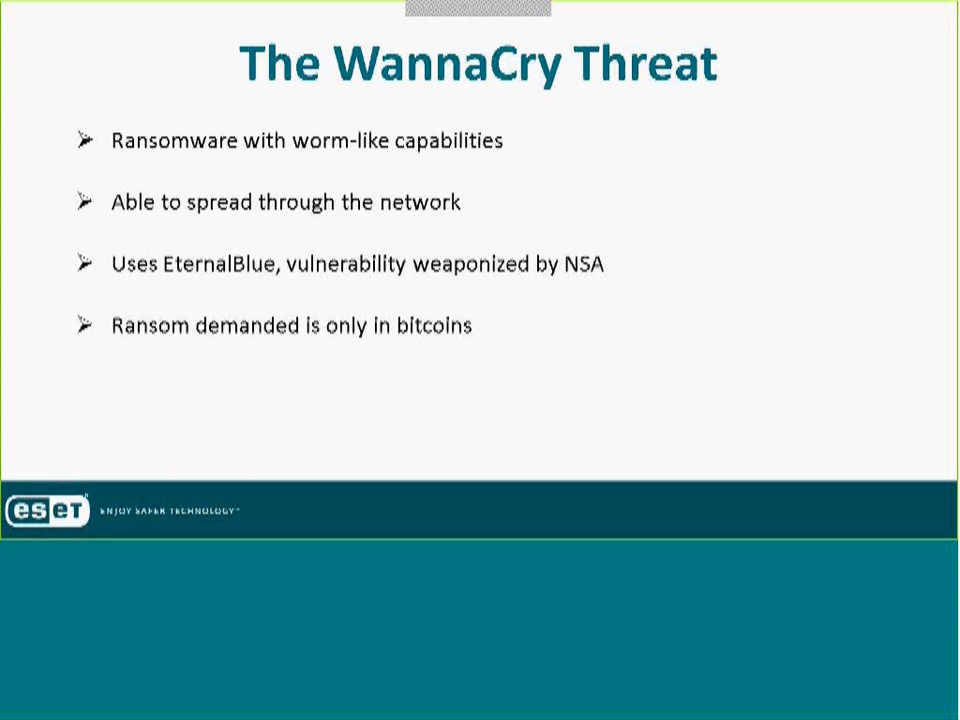 The WannaCry Threat
Ransomware with worm-like capabilities
Able to spread through the network
Uses EternalBlue, vulnerability weaponized by NSA
Ransom demanded is only in bitcoins
eseT ENJOY SAFER TECHNOLOGY™